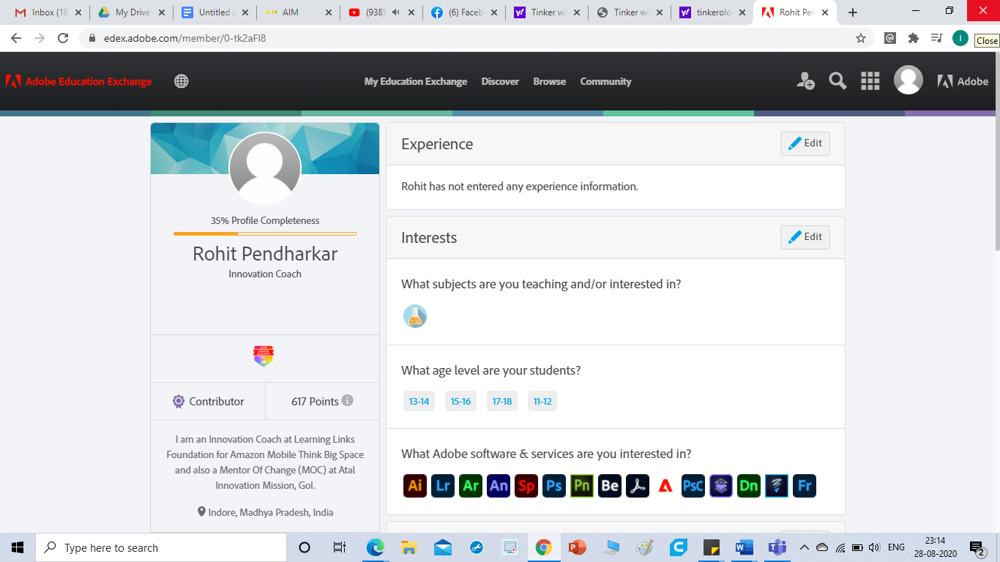 Inbox (18
My Drive
Untitled d
AIM
(938)
(6) Faceb
Tinker wi
Tinker wi
tinkerolo
Rohit Per
edex.adobe.com/member/0-tk2aFI8
I
Close
Adobe Education Exchange
My Education Exchange
Discover
Browse
Community
Adobe
35% Profile Completeness
Rohit Pendharkar
Innovation Coach
Contributor
617 Points
I am an Innovation Coach at Learning Links
Foundation for Amazon Mobile Think Big Space
and also a Mentor Of Change (MOC) at Atal
Innovation Mission, GoI.
Indore, Madhya Pradesh, India
Experience
Edit
Rohit has not entered any experience information.
Interests
Edit
What subjects are you teaching and/or interested in?
What age level are your students?
13-14 15-16 17-18 11-12
What Adobe software & services are you interested in?
Ai Lr Ar An Sp Ps Pn Be PsC Dn Fr
Type here to search
ENG
23:14
28-08-2020
2